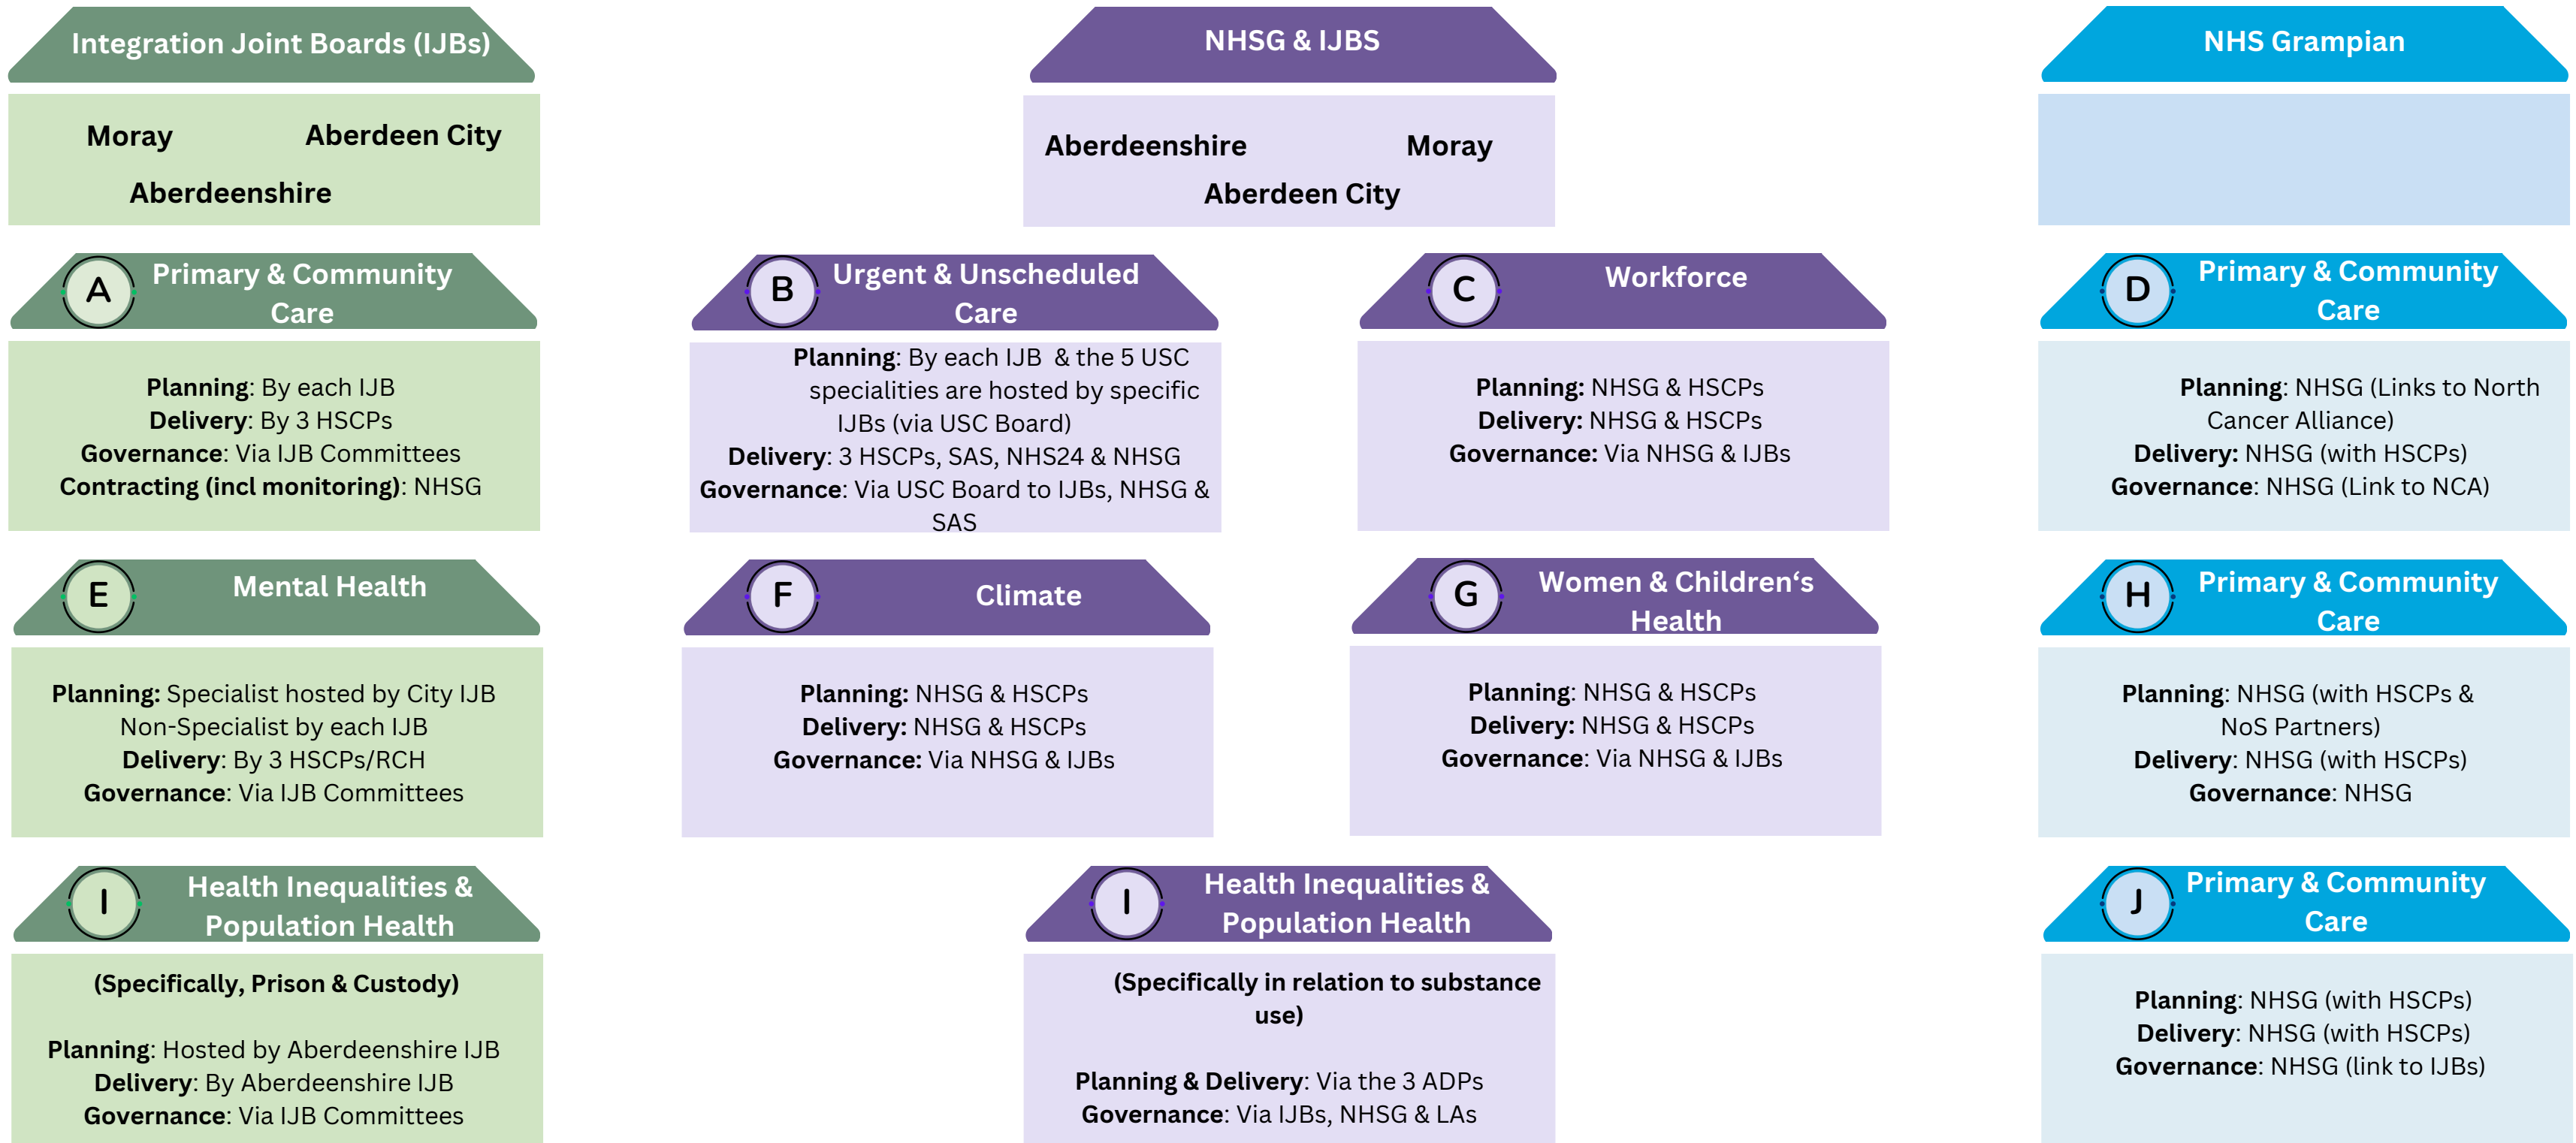 Integration Joint Boards (IJBs)
Moray
Aberdeen City
Aberdeenshire
NHSG & IJBS
Aberdeenshire
Moray
Aberdeen City
NHS Grampian
A
Primary & Community
Care
Planning: By each IJB
Delivery: By 3 HSCPs
Governance: Via IJB Committees
Contracting (incl monitoring): NHSG
B
Urgent & Unscheduled
Care
Planning: By each IJB & the 5 USC
specialities are hosted by specific
IJBs (via USC Board)
Delivery: 3 HSCPs, SAS, NHS24 & NHSG
Governance: Via USC Board to IJBs, NHSG &
SAS
C
Workforce
Planning: NHSG & HSCPs
Delivery: NHSG & HSCPs
Governance: Via NHSG & IJBs
D
Primary & Community
Care
Planning: NHSG (Links to North
Cancer Alliance)
Delivery: NHSG (with HSCPs)
Governance: NHSG (Link to NCA)
E
Mental Health
Planning: Specialist hosted by City IJB
Non-Specialist by each IJB
Delivery: By 3 HSCPs/RCH
Governance: Via IJB Committees
F
Climate
Planning: NHSG & HSCPs
Delivery: NHSG & HSCPs
Governance: Via NHSG & IJBs
G
Women & Children‘s
Health
Planning: NHSG & HSCPs
Delivery: NHSG & HSCPs
Governance: Via NHSG & IJBs
H
Primary & Community
Care
Planning: NHSG (with HSCPs &
NoS Partners)
Delivery: NHSG (with HSCPs)
Governance: NHSG
I
Health Inequalities &
Population Health
(Specifically, Prison & Custody)
Planning: Hosted by Aberdeenshire IJB
Delivery: By Aberdeenshire IJB
Governance: Via IJB Committees
I
Health Inequalities &
Population Health
(Specifically in relation to substance
use)
Planning & Delivery: Via the 3 ADPs
Governance: Via IJBs, NHSG & LAs
J
Primary & Community
Care
Planning: NHSG (with HSCPs)
Delivery: NHSG (with HSCPs)
Governance: NHSG (link to IJBs)